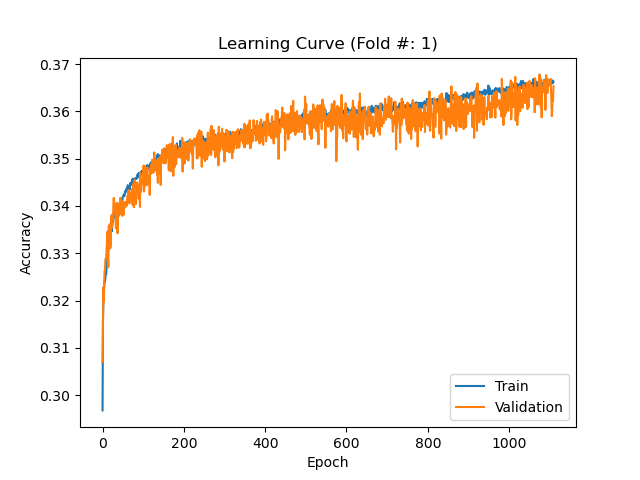 Learning Curve (Fold #: 1)
0.37
0.36
0.35
0.34
0.33
0.32
0.31
0.30
Accuracy
0 200 400 600 800 1000
Epoch
Train
Validation